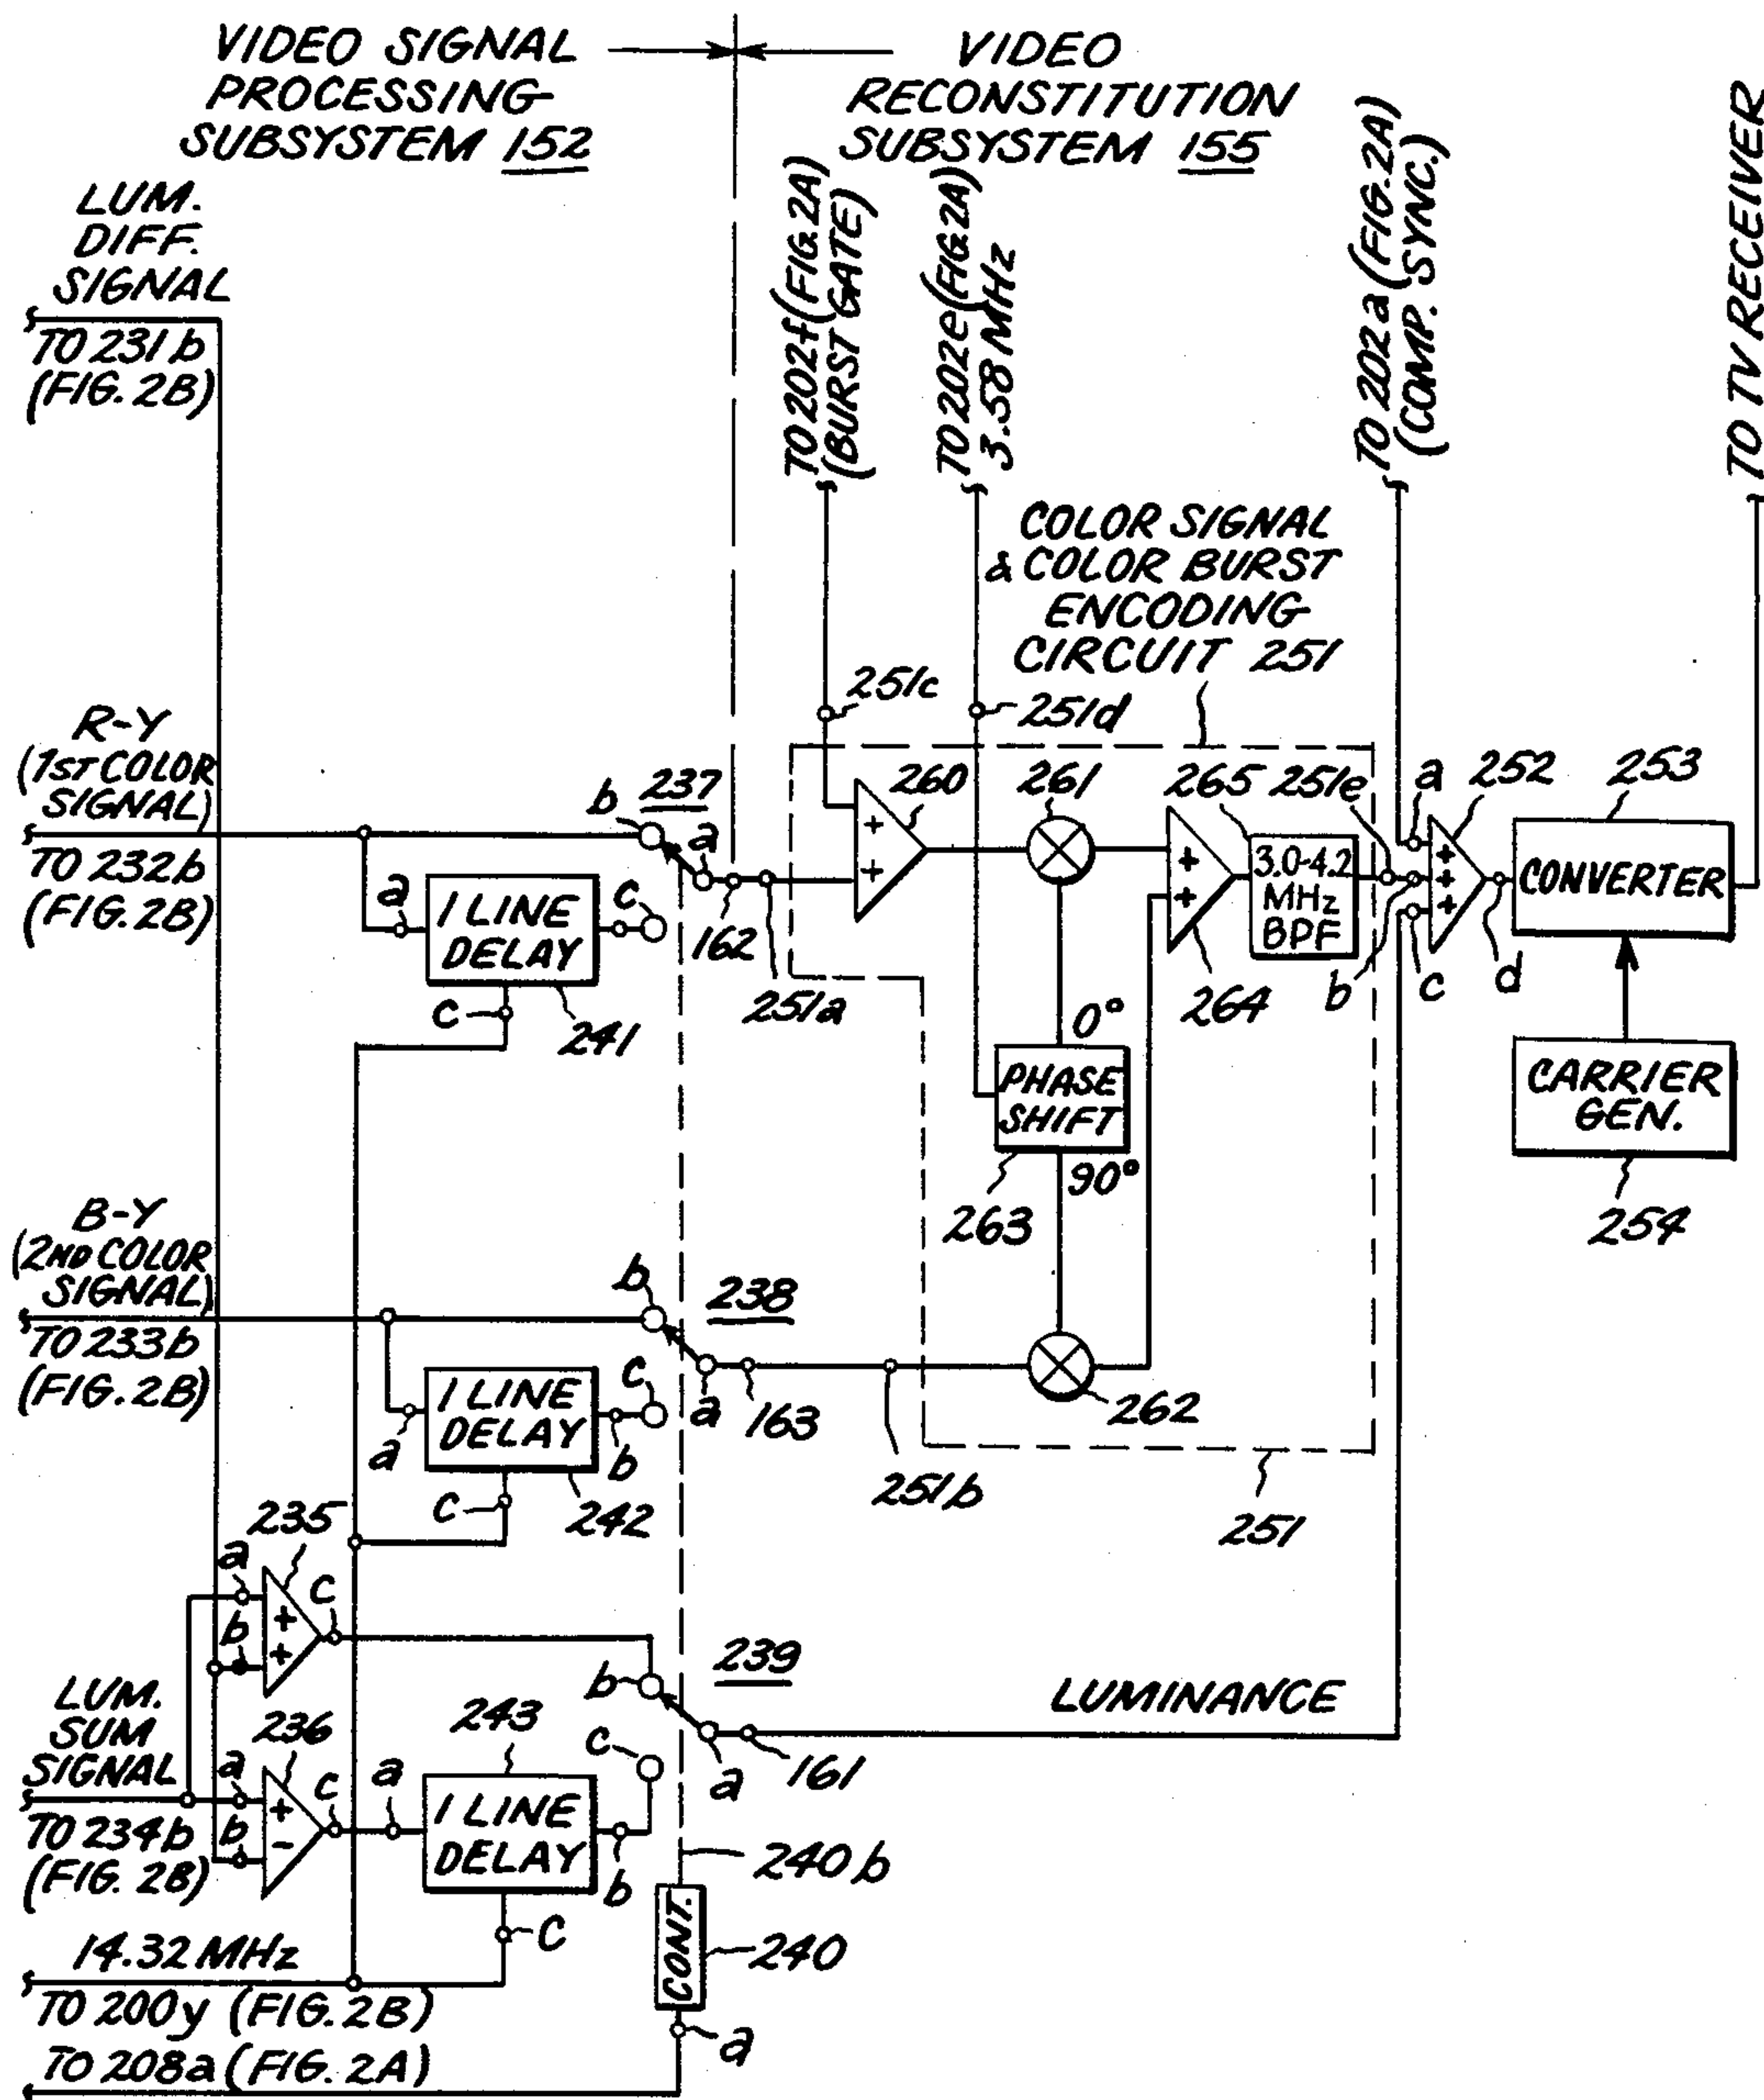 VIDEO SIGNAL
PROCESSING
SUBSYSTEM 152
VIDEO
RECONSTITUTION
SUBSYSTEM 155
LUM.
DIFF.
SIGNAL
TO 231b
(FIG. 2B)
TO 202f (FIG. 2A)
(BURST GATE)
TO 202e (FIG. 2A)
3.58 MHz
TO 202a (FIG. 2A)
(COMP. SYNC.)
TO TV RECEIVER
COLOR SIGNAL
& COLOR BURST
ENCODING
CIRCUIT 251
251c
251d
R-Y
(1ST COLOR
SIGNAL)
TO 232b
(FIG. 2B)
b
237
a
260
+
+
261
265
251e
a
252
253
+
+
3.0-4.2
MHz
BPF
+
+
+
CONVERTER
a
1 LINE
DELAY
c
162
251a
264
b
c
d
c
241
0°
PHASE
SHIFT
90°
263
CARRIER
GEN.
254
B-Y
(2ND COLOR
SIGNAL)
TO 233b
(FIG. 2B)
b
238
a
163
262
a
1 LINE
DELAY
c
b
251b
c
242
251
235
a
c
+
+
b
239
b
LUMINANCE
LUM.
SUM
SIGNAL
TO 234b
(FIG. 2B)
236
a
c
+
-
b
243
a
1 LINE
DELAY
c
b
a
161
240b
c
CONT.
240
a
14.32 MHz
TO 200y (FIG. 2B)
TO 208a (FIG. 2A)